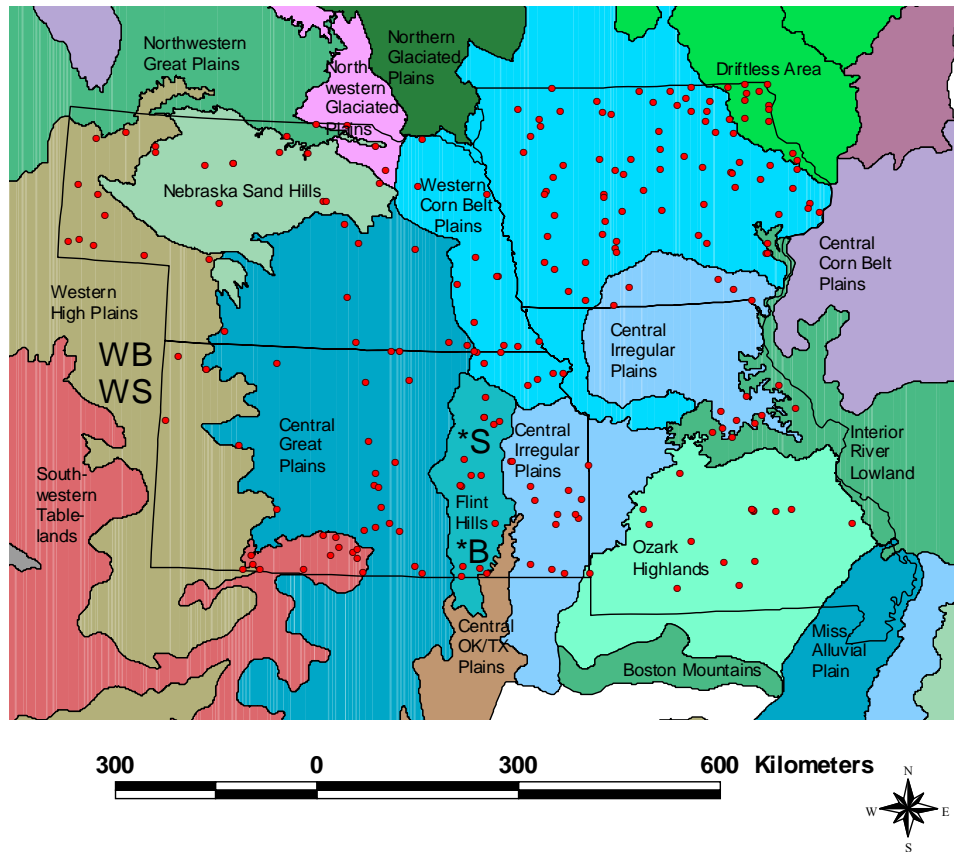 Northwestern
Great Plains
North-
western
Glaciated
Plains
Northern
Glaciated
Plains
Driftless Area
Nebraska Sand Hills
Western
Corn Belt
Plains
Central
Corn Belt
Plains
Western
High Plains
WB
WS
Central
Irregular
Plains
Central
Great
Plains
*S
Central
Irregular
Plains
Interior
River
Lowland
South-
western
Table-
lands
Flint
Hills
*B
Ozark
Highlands
Central
OK/TX
Plains
Miss.
Alluvial
Plain
Boston Mountains
300 0 300 600 Kilometers
N
W E
S